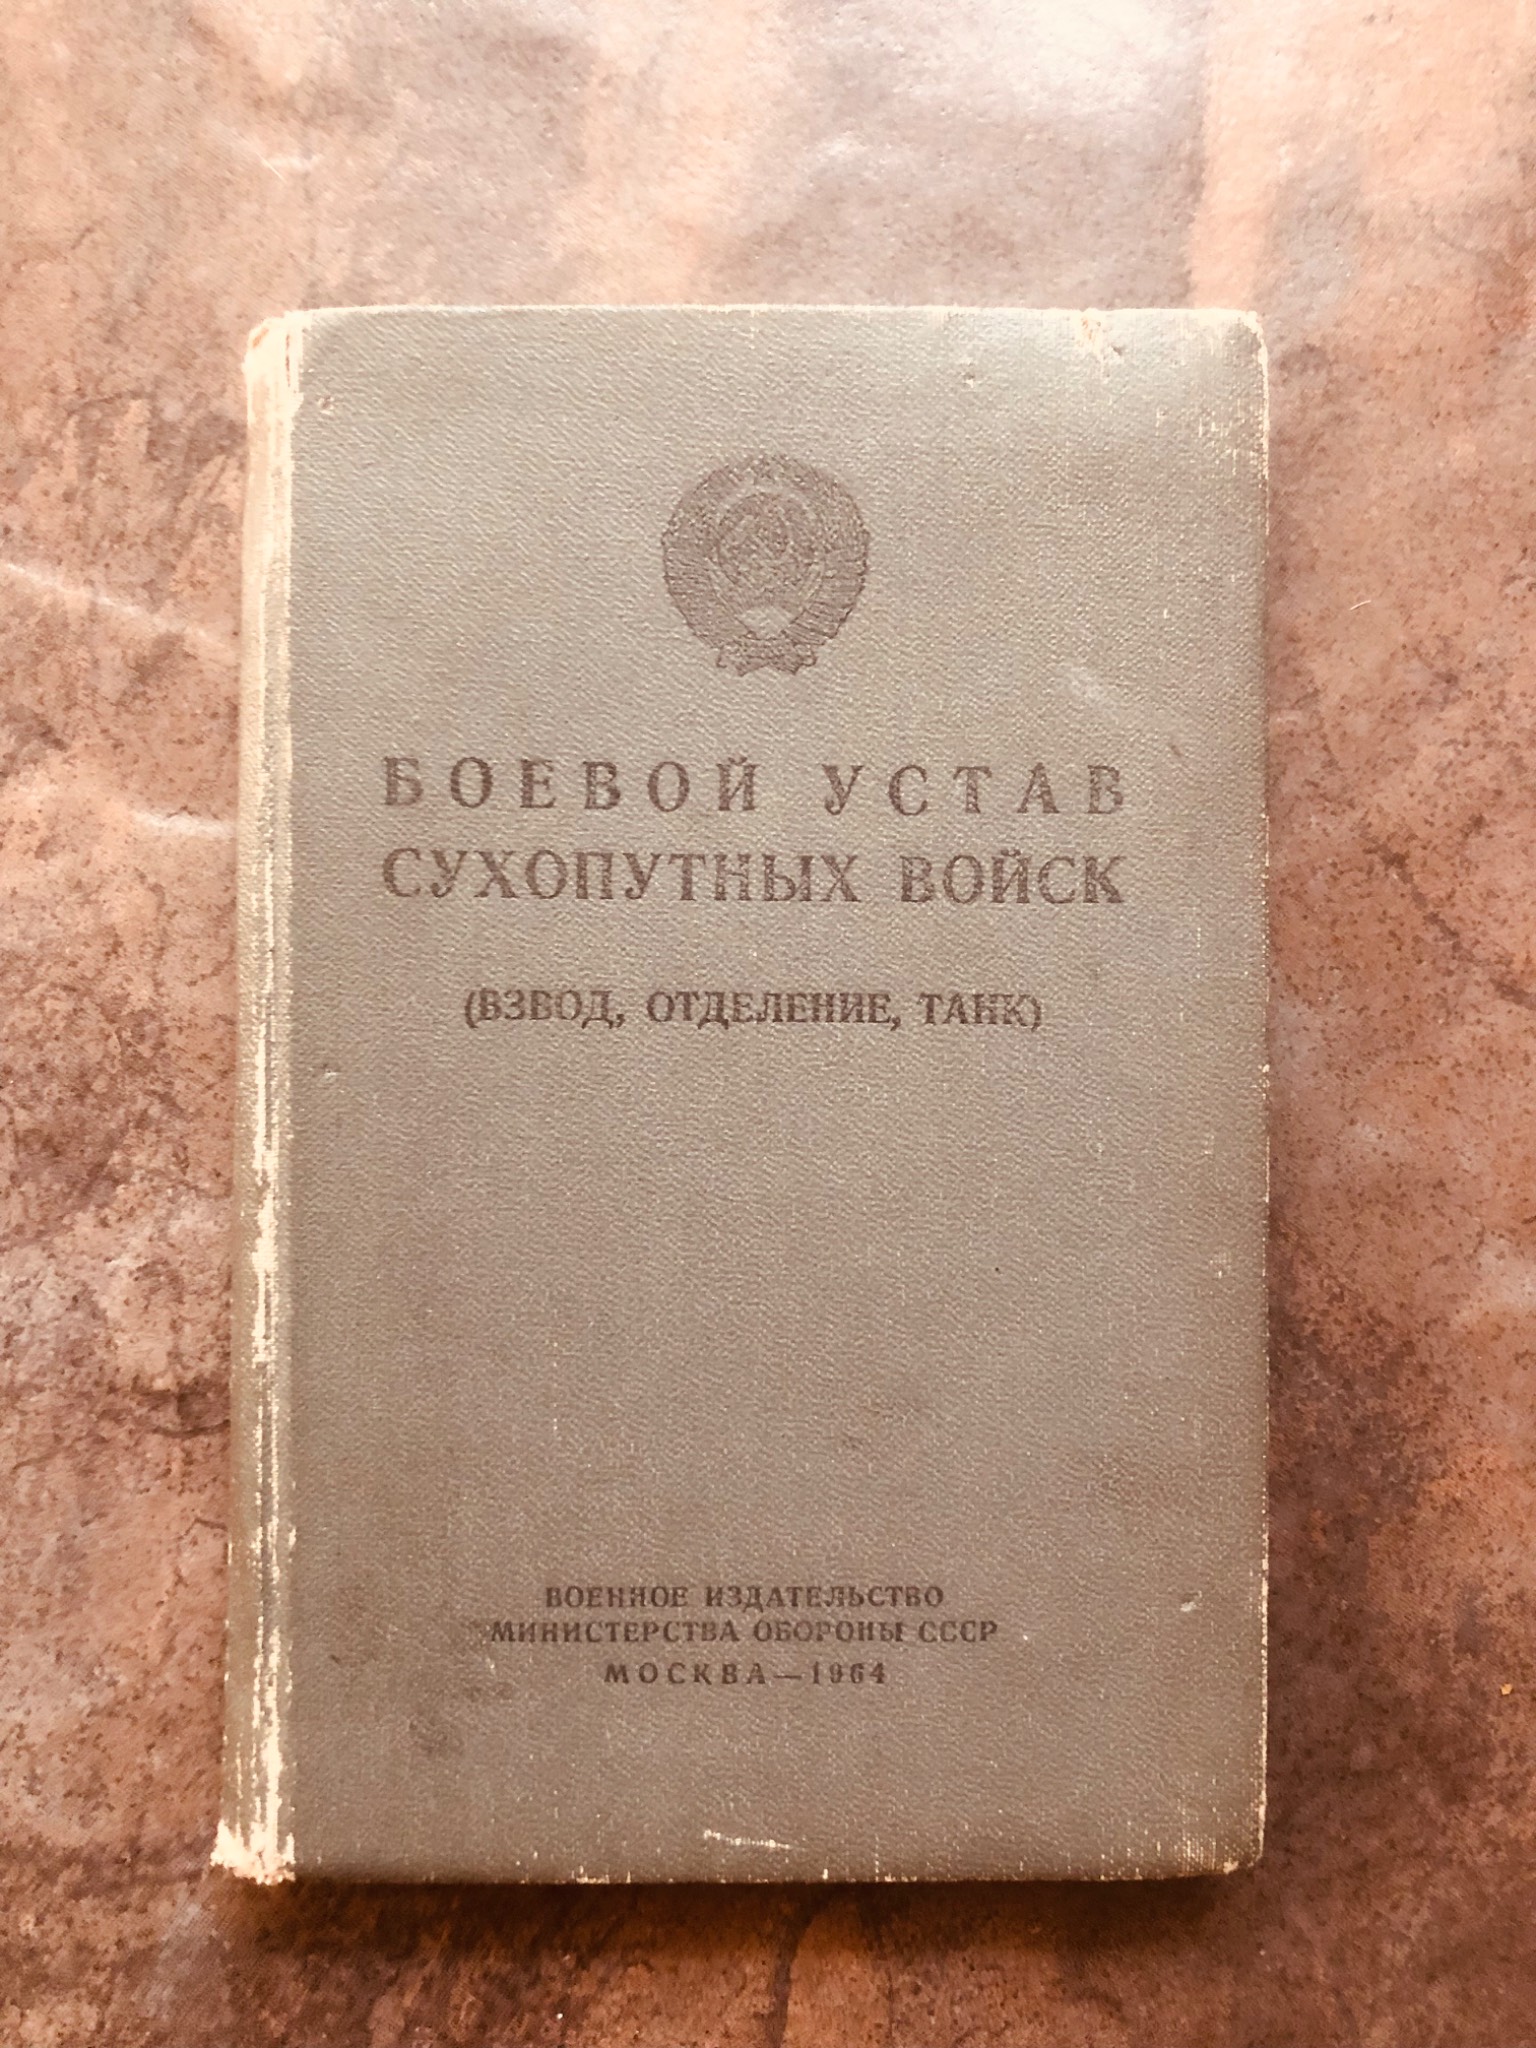 БОЕВОЙ УСТАВ
СУХОПУТНЫХ ВОЙСК
(ВЗВОД, ОТДЕЛЕНИЕ, ТАНК)
ВОЕННОЕ ИЗДАТЕЛЬСТВО
МИНИСТЕРСТВА ОБОРОНЫ СССР
МОСКВА — 1964